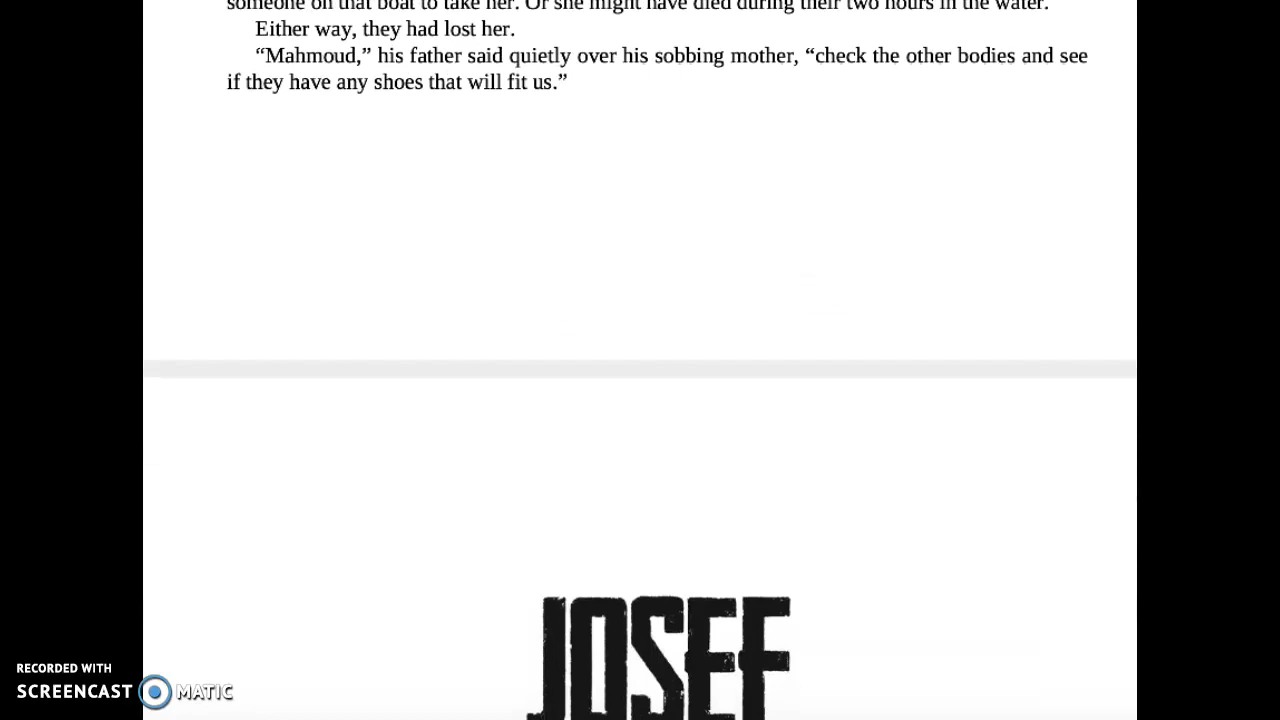 someone on that boat to take her. Or she might have died during their two hours in the water.
Either way, they had lost her.
“Mahmoud,” his father said quietly over his sobbing mother, “check the other bodies and see
if they have any shoes that will fit us.”
JOSEF
RECORDED WITH
SCREENCAST MATIC